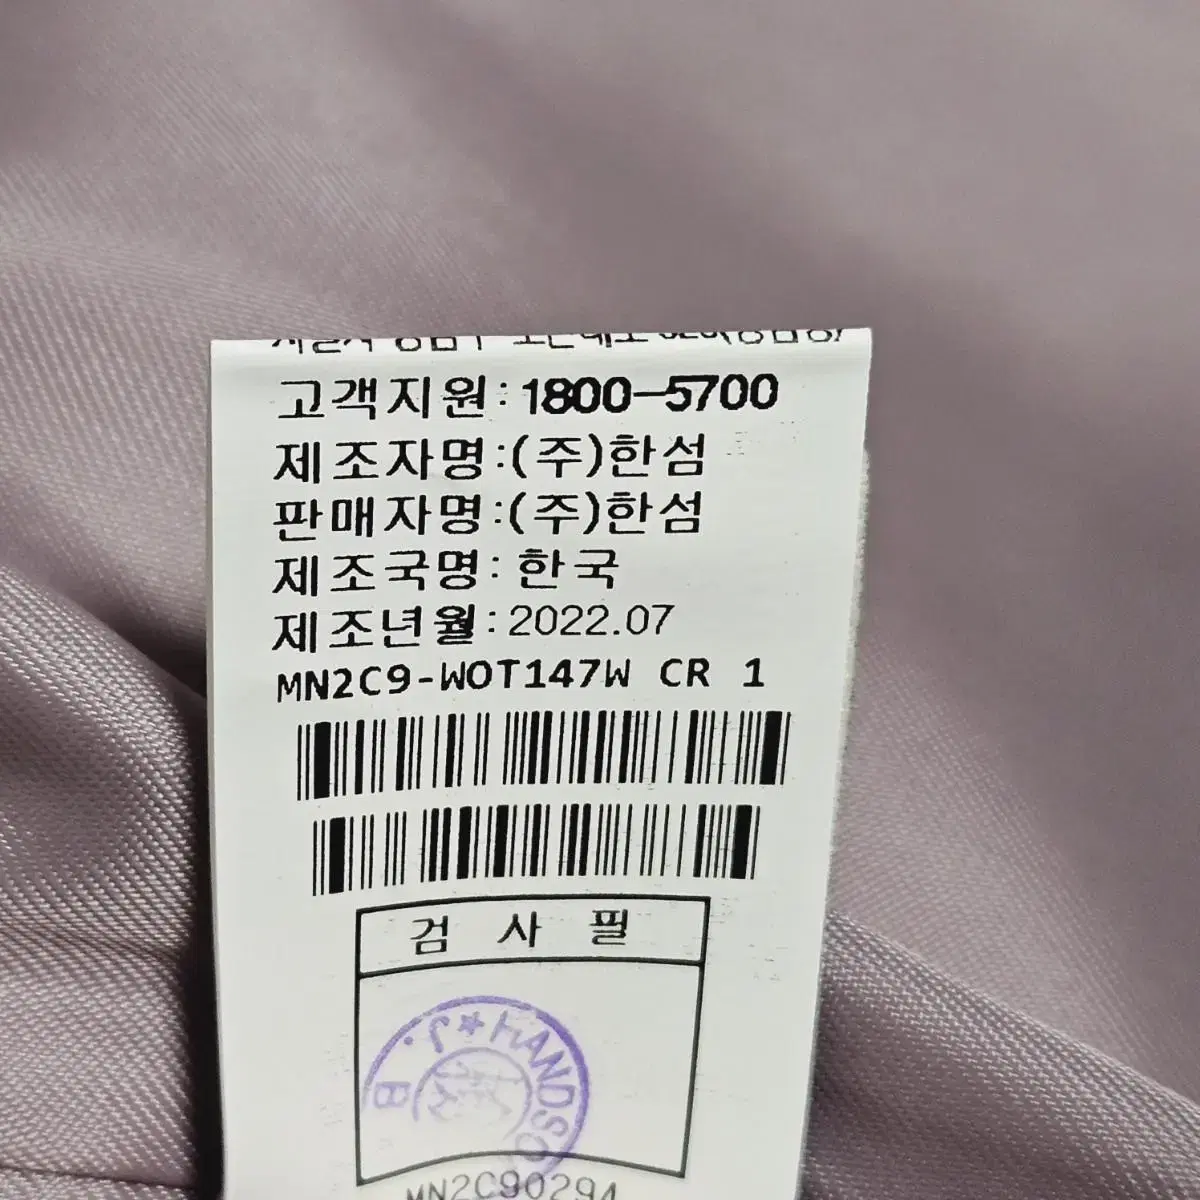 고객지원: 1800-5700
제조자명:(주)한섬
판매자명:(주)한섬
제조국명: 한국
제조년월: 2022.07
MN2C9-WOT147W CR 1
검 사 필
HANDSO
MN2C90294